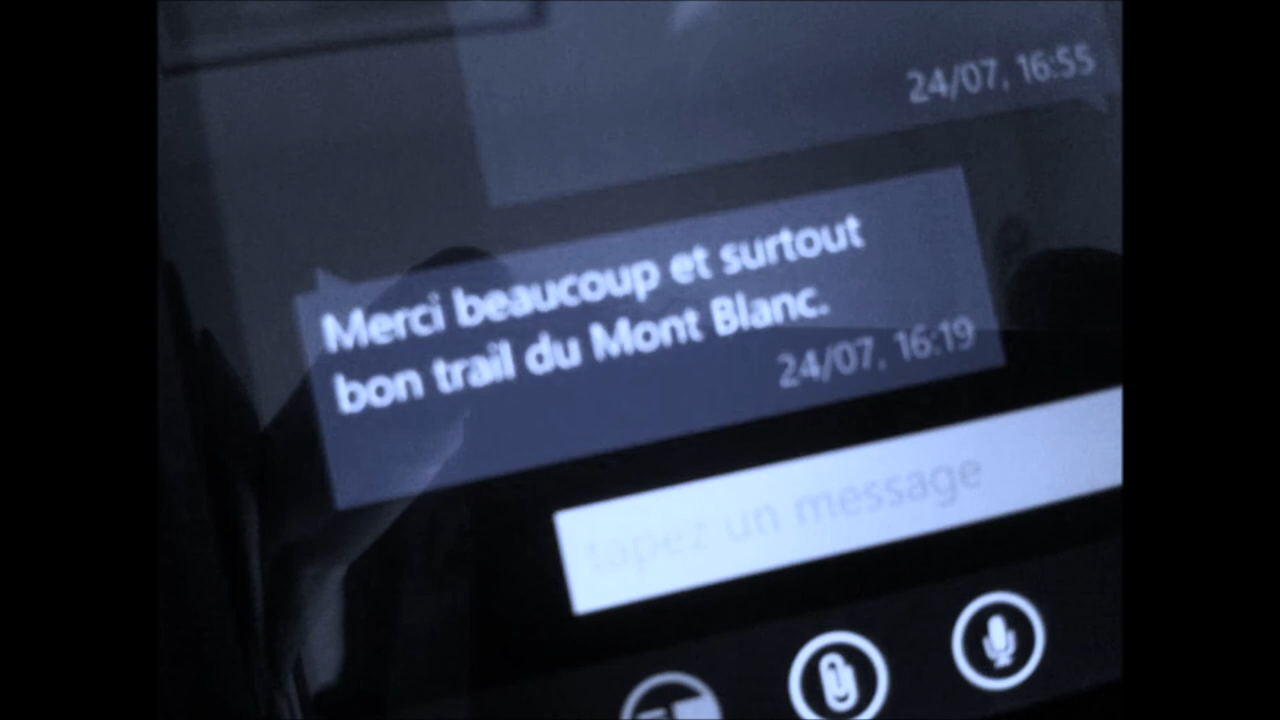 24/07, 16:55
Merci beaucoup et surtout
bon trail du Mont Blanc.
24/07, 16:19
tapez un message